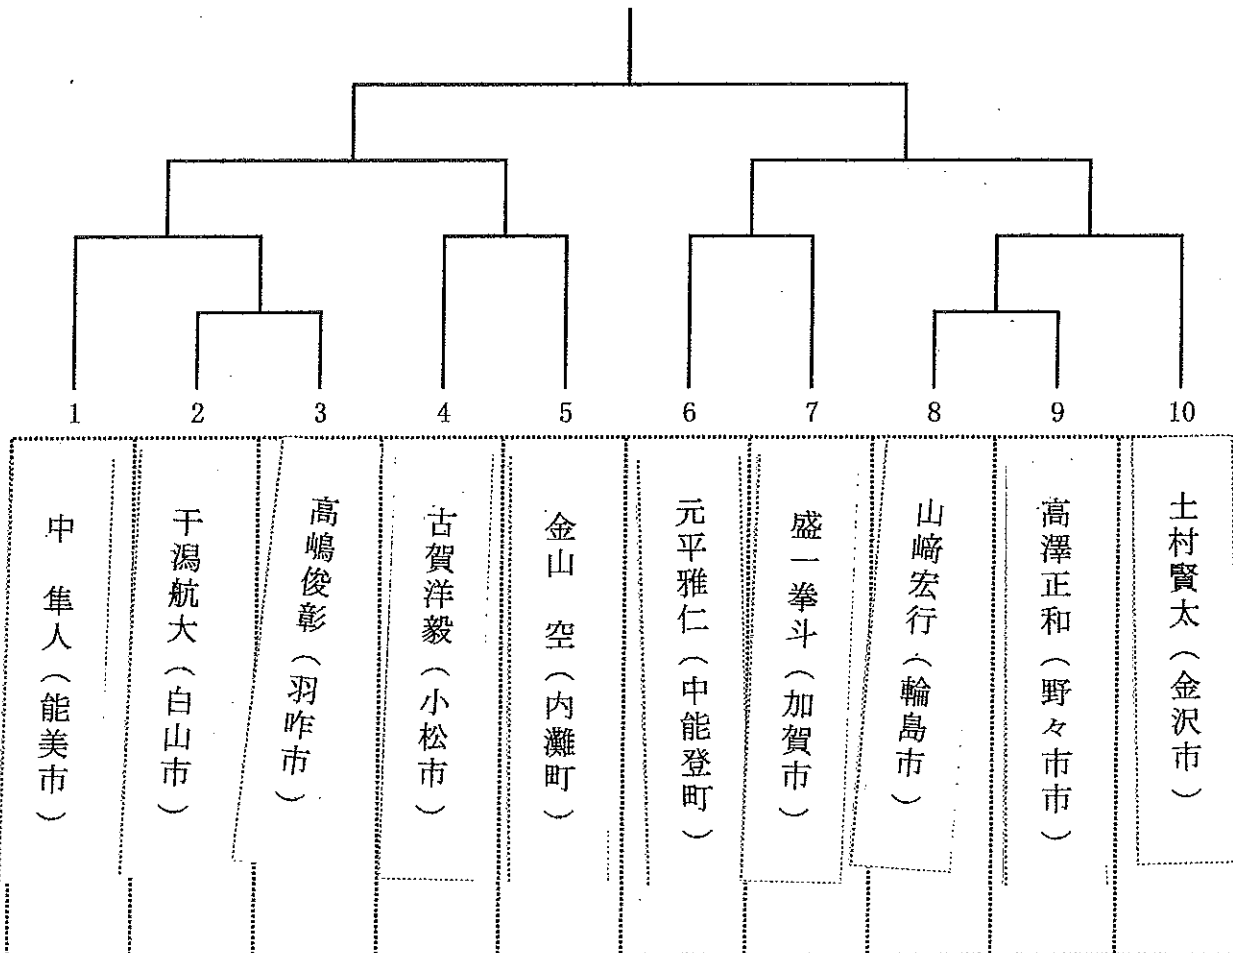 1
2
3
4
5
6
7
8
9
10
中 隼人（能美市）
干潟航大（白山市）
高嶋俊彰（羽咋市）
古賀洋毅（小松市）
金山 空（内灘町）
元平雅仁（中能登町）
盛一拳斗（加賀市）
山﨑宏行（輪島市）
高澤正和（野々市市）
土村賢太（金沢市）